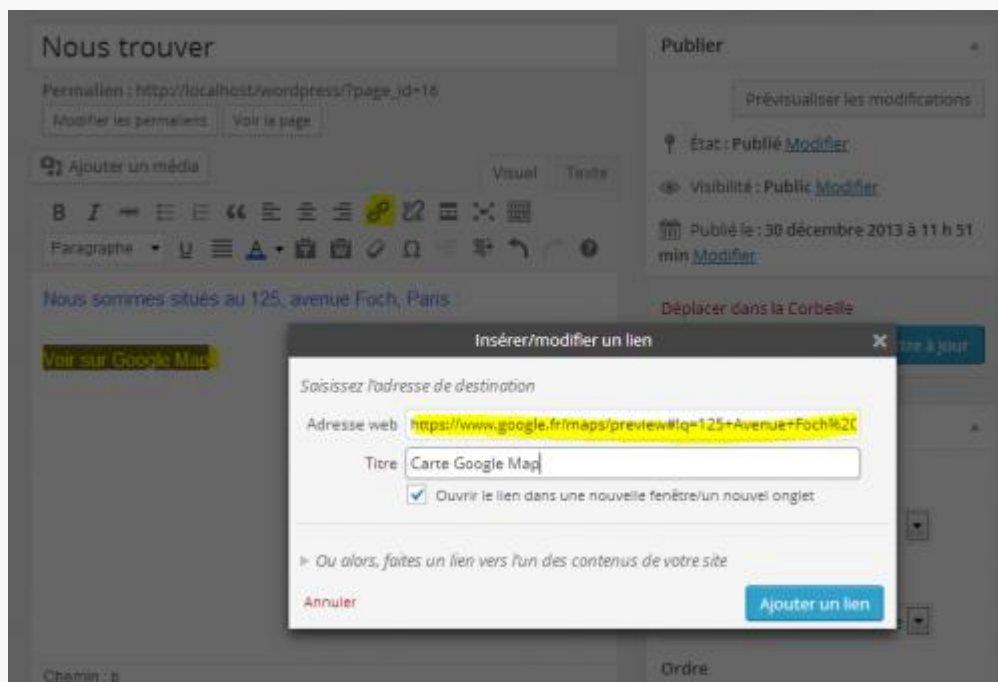 Nous trouver
Permalien : http://localhost/wordpress/?page_id=16
Modifier les permaliens Voir la page
Ajouter un média
Visuel Texte
Paragraphe
Nous sommes situés au 125, avenue Foch, Paris :
Voir sur Google Map
Publier
Prévisualiser les modifications
État : Publié Modifier
Visibilité : Public Modifier
Publié le : 30 décembre 2013 à 11 h 51
min Modifier
Déplacer dans la Corbeille
tre à jour
Insérer/modifier un lien
Saisissez l'adresse de destination
Adresse web https://www.google.fr/maps/preview#!q=125+Avenue+Foch%2C
Titre Carte Google Map
Ouvrir le lien dans une nouvelle fenêtre/un nouvel onglet
Ou alors, faites un lien vers l'un des contenus de votre site
Annuler Ajouter un lien
Chemin : p
Ordre